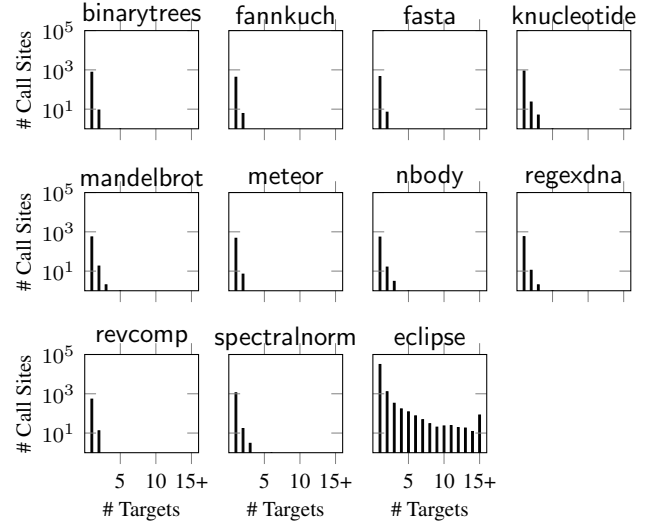 binarytrees fannkuch fasta knucleotide
# Call Sites
10^5
10^3
10^1
mandelbrot meteor nbody regexdna
# Call Sites
10^5
10^3
10^1
revcomp spectralnorm eclipse
# Call Sites
10^5
10^3
10^1
5 10 15+ 5 10 15+ 5 10 15+
# Targets # Targets # Targets